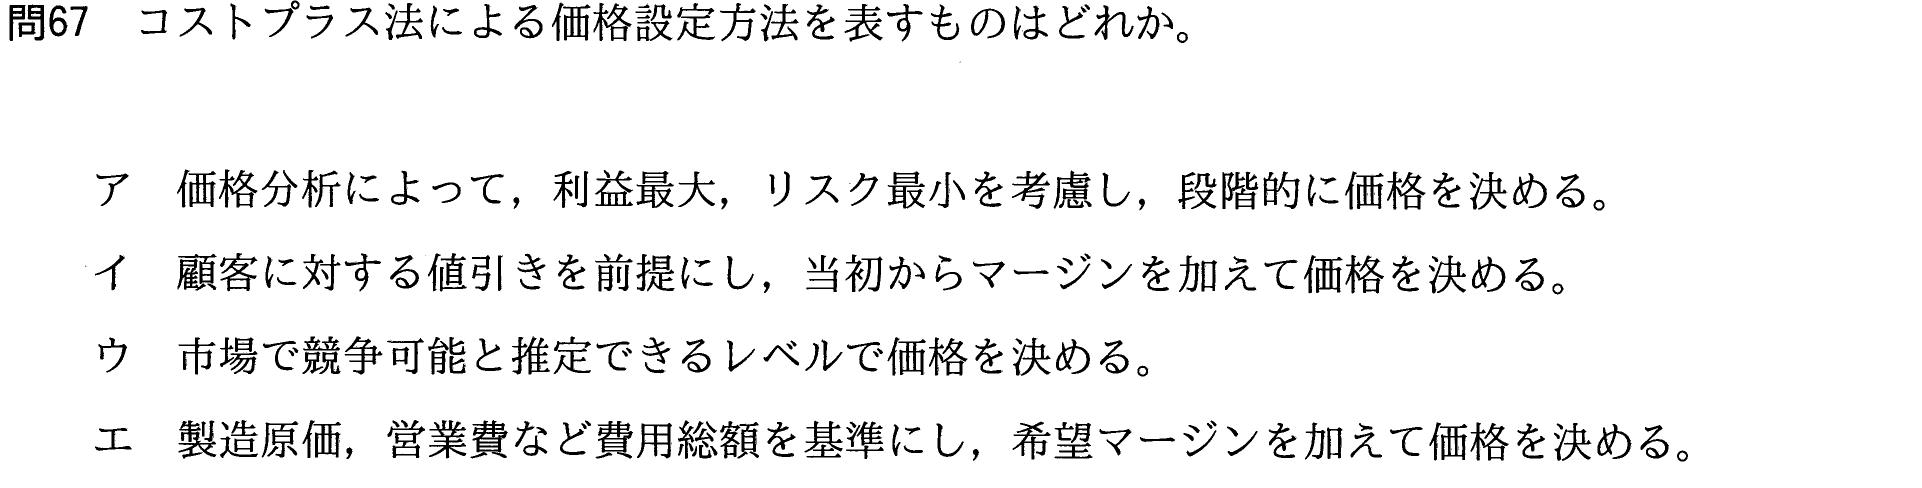 問67　コストプラス法による価格設定方法を表すものはどれか。
ア　価格分析によって，利益最大，リスク最小を考慮し，段階的に価格を決める。
イ　顧客に対する値引きを前提にし，当初からマージンを加えて価格を決める。
ウ　市場で競争可能と推定できるレベルで価格を決める。
エ　製造原価，営業費など費用総額を基準にし，希望マージンを加えて価格を決める。